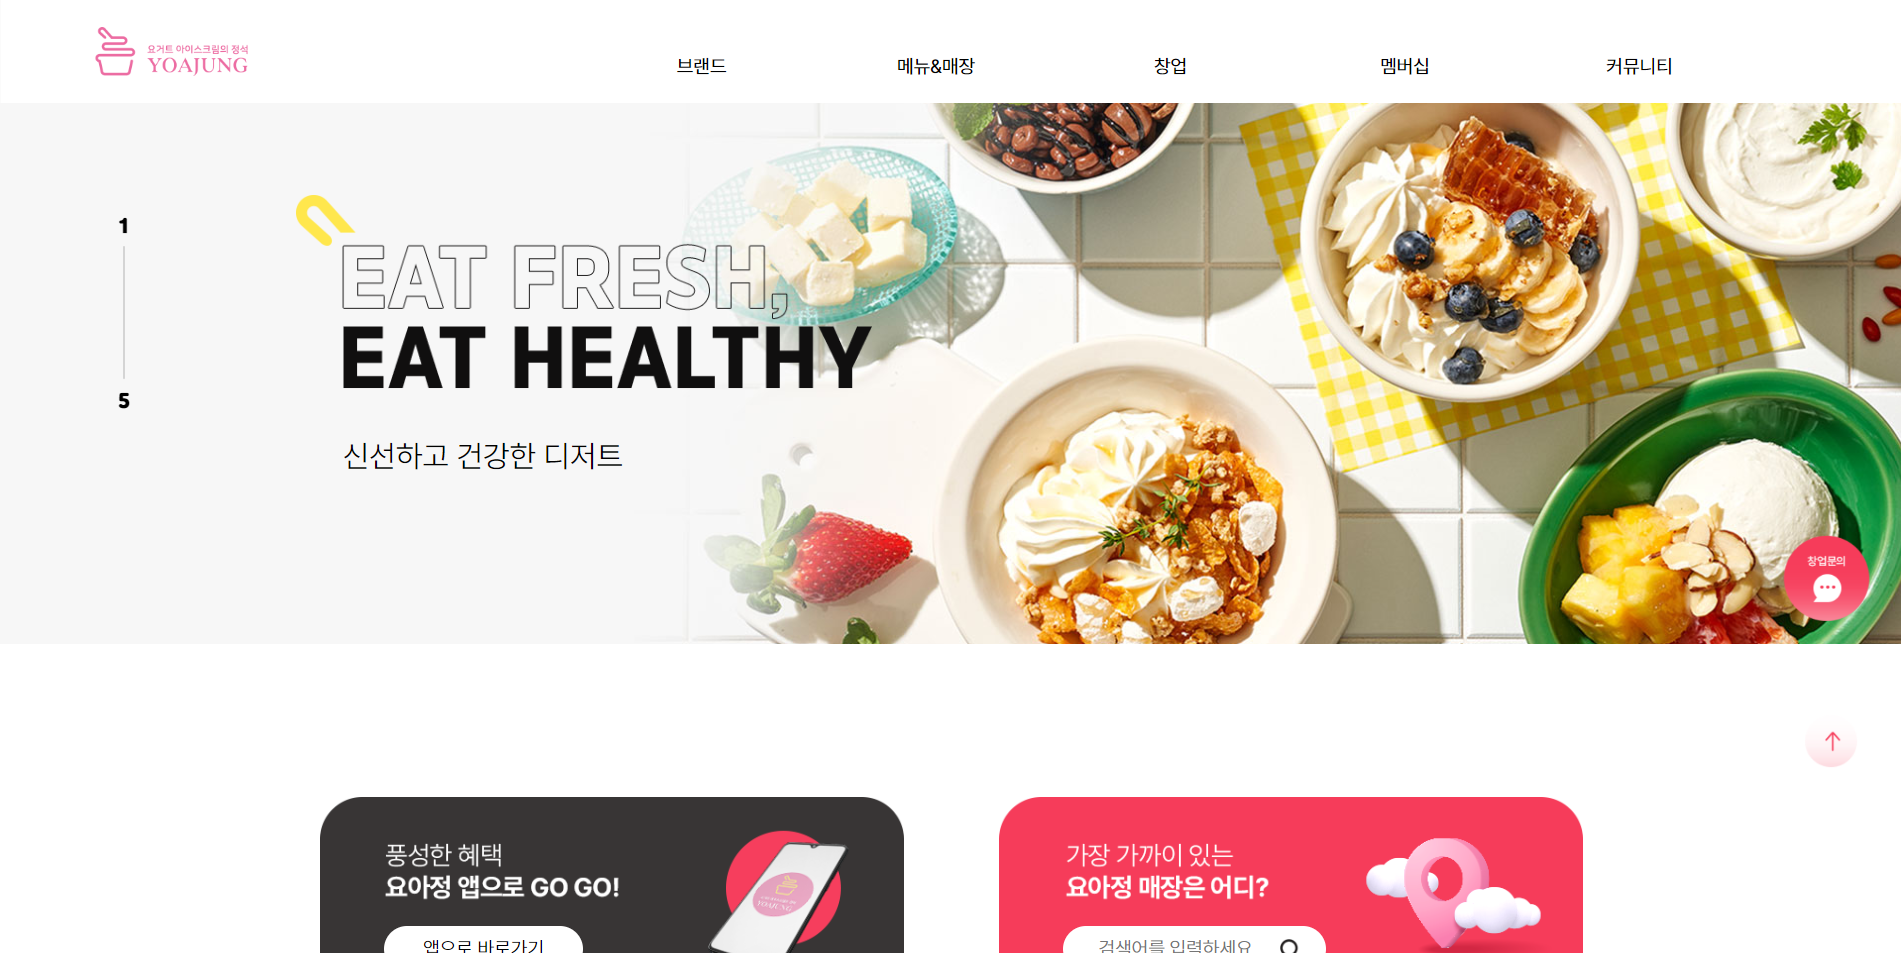 요거트 아이스크림의 정석
YOAJUNG
브랜드
메뉴&매장
창업
멤버십
커뮤니티
1
5
EAT FRESH,
EAT HEALTHY
신선하고 건강한 디저트
창업문의
풍성한 혜택
요아정 앱으로 GO GO!
앱으로 바로가기
YOAJUNG
가장 가까이 있는
요아정 매장은 어디?
검색어를 입력하세요